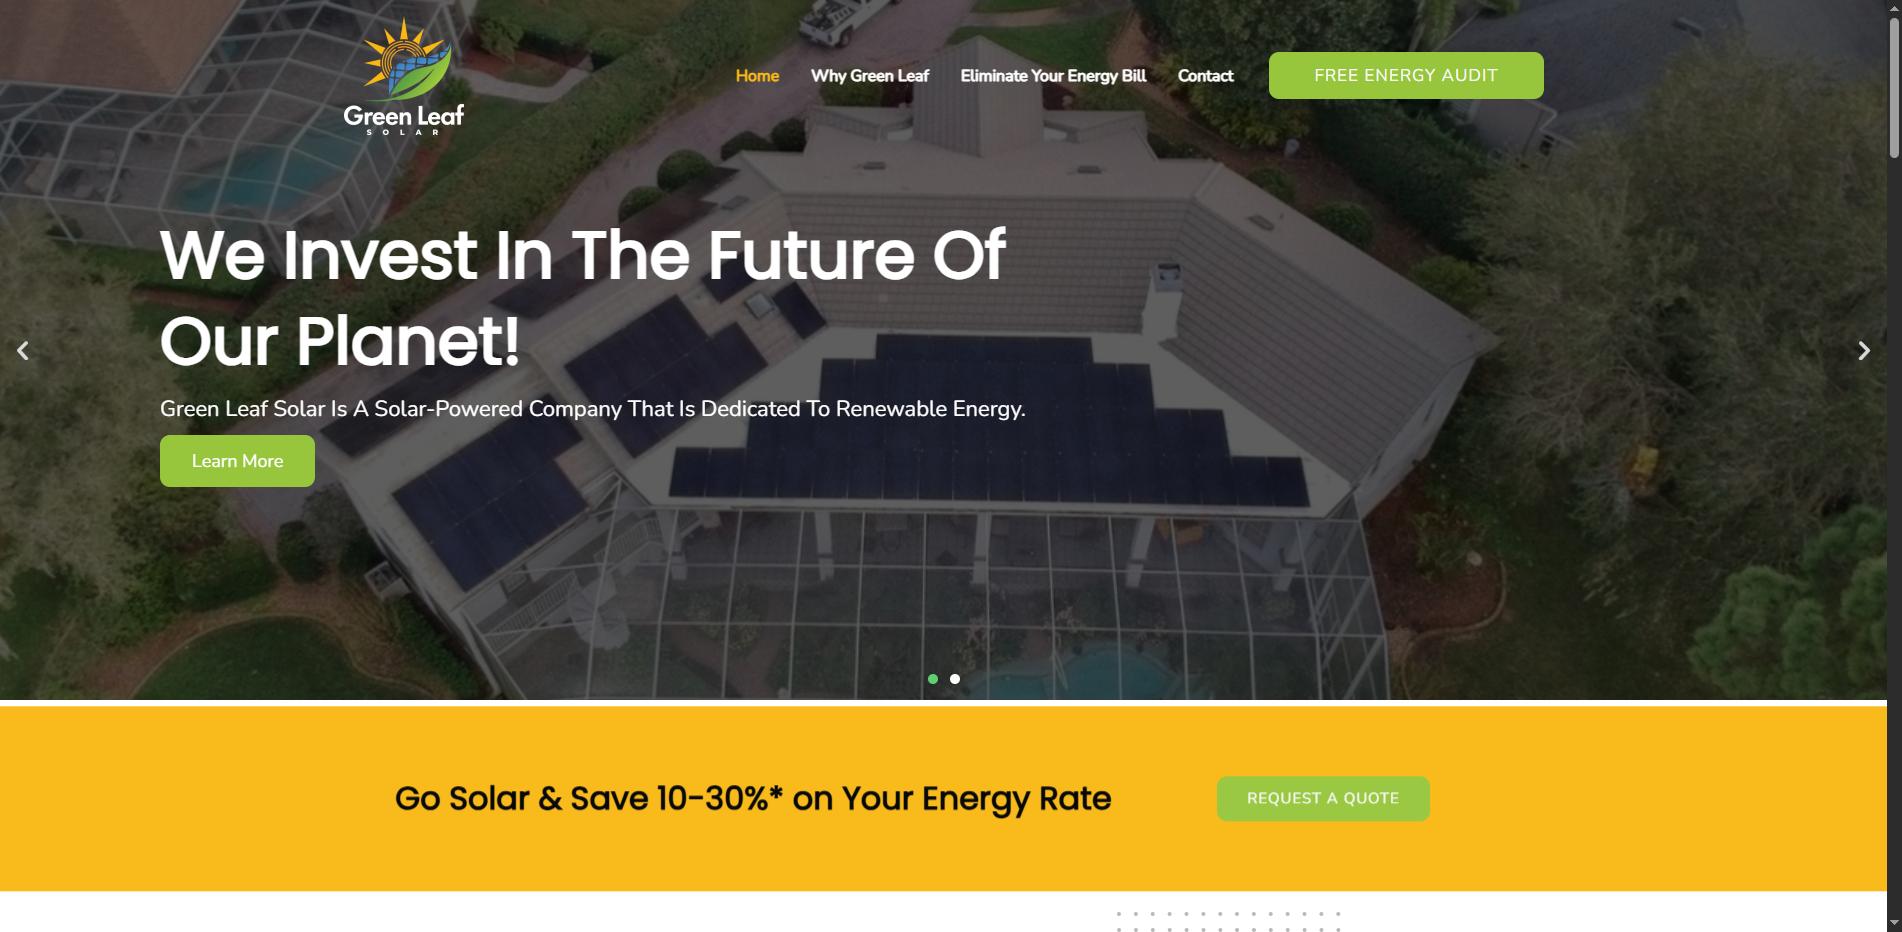 Green Leaf
SOLAR
Home
Why Green Leaf
Eliminate Your Energy Bill
Contact
FREE ENERGY AUDIT
We Invest In The Future Of
Our Planet!
Green Leaf Solar Is A Solar-Powered Company That Is Dedicated To Renewable Energy.
Learn More
Go Solar & Save 10-30%* on Your Energy Rate
REQUEST A QUOTE